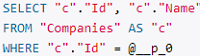 SELECT "c"."Id", "c"."Name"
FROM "Companies" AS "c"
WHERE "c"."Id" = @__p_0